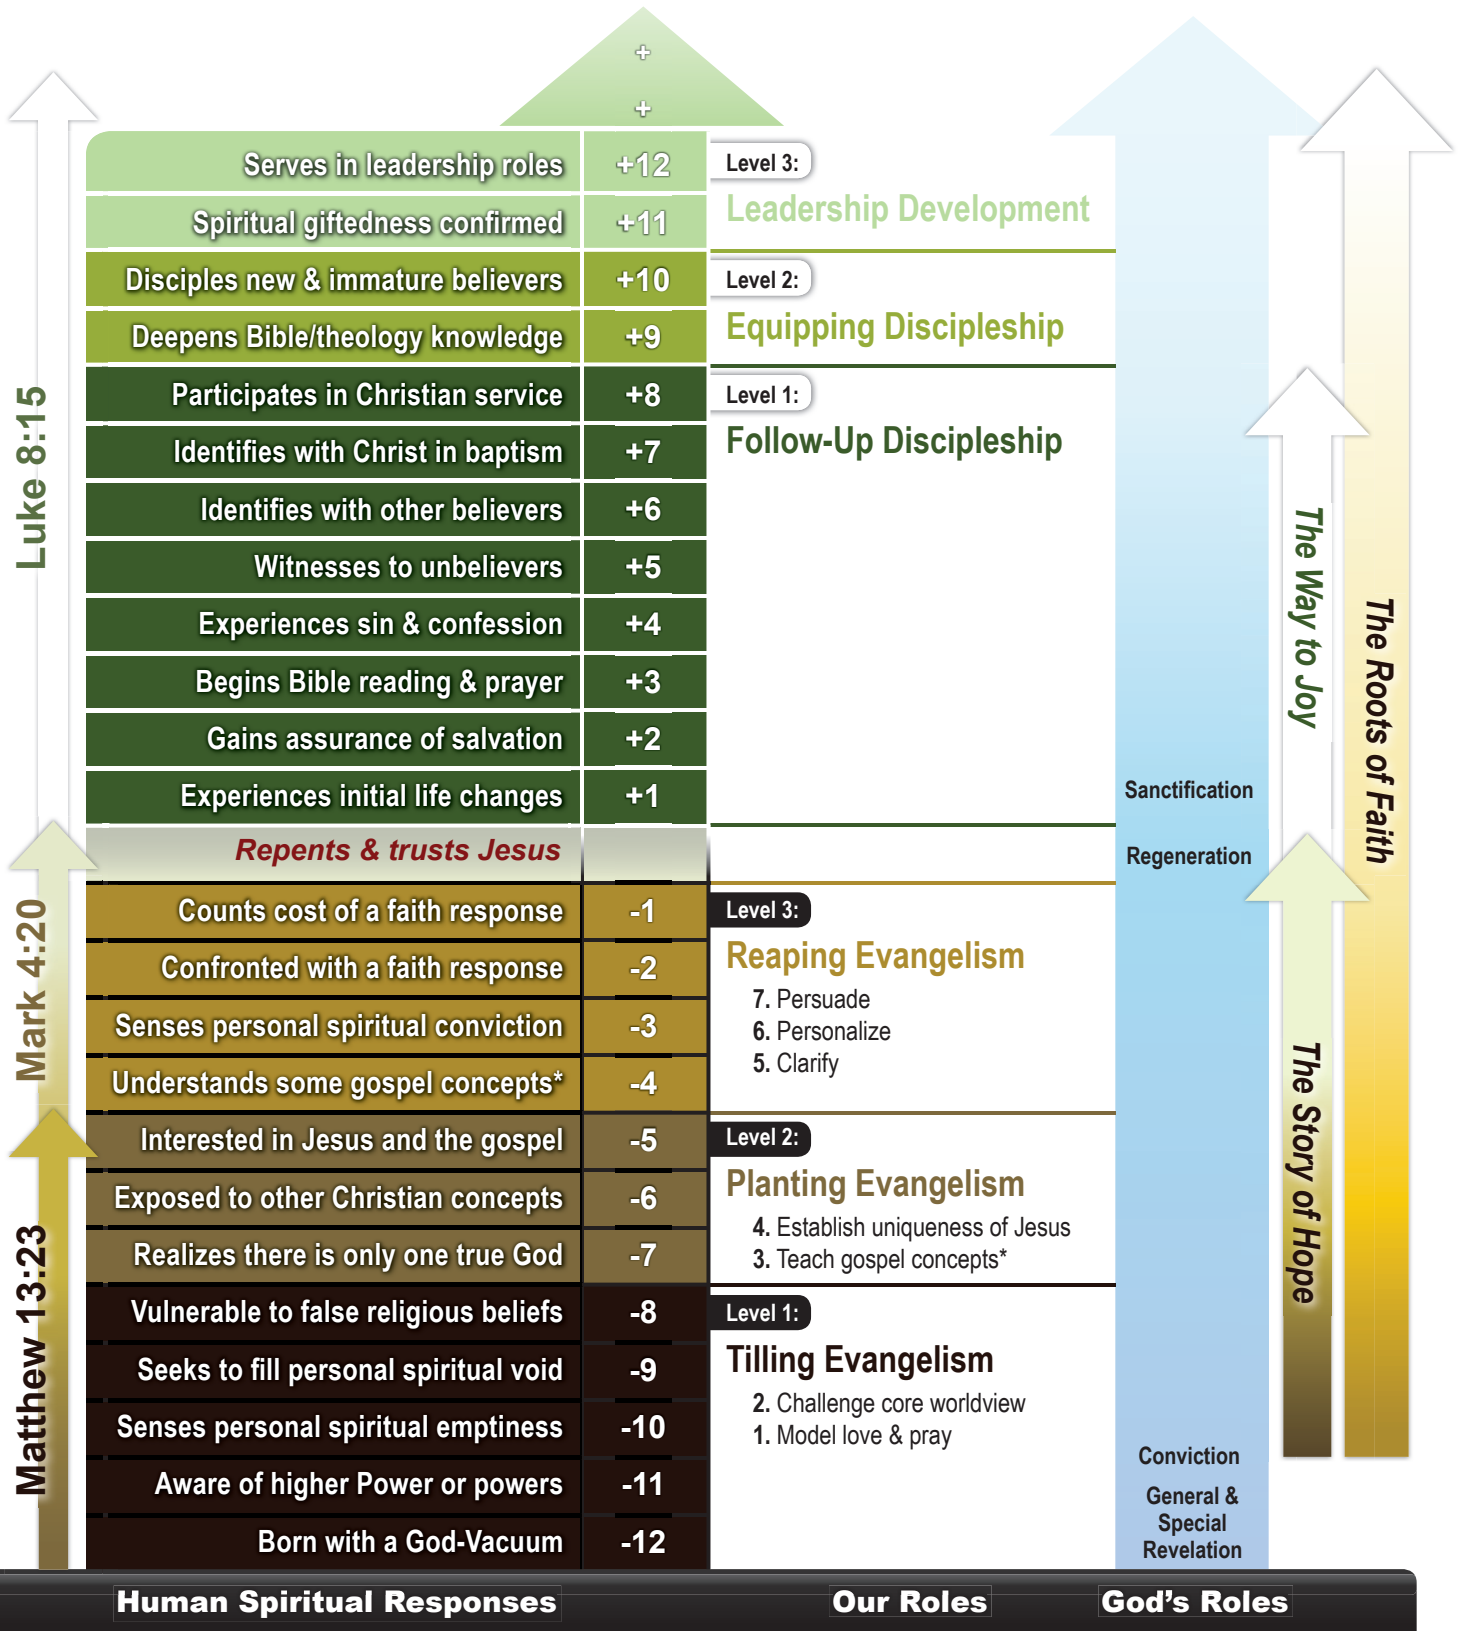 +
+
Serves in leadership roles +12
Spiritual giftedness confirmed +11
Disciples new & immature believers +10
Deepens Bible/theology knowledge +9
Participates in Christian service +8
Identifies with Christ in baptism +7
Identifies with other believers +6
Witnesses to unbelievers +5
Experiences sin & confession +4
Begins Bible reading & prayer +3
Gains assurance of salvation +2
Experiences initial life changes +1
Repents & trusts Jesus
Counts cost of a faith response -1
Confronted with a faith response -2
Senses personal spiritual conviction -3
Understands some gospel concepts* -4
Interested in Jesus and the gospel -5
Exposed to other Christian concepts -6
Realizes there is only one true God -7
Vulnerable to false religious beliefs -8
Seeks to fill personal spiritual void -9
Senses personal spiritual emptiness -10
Aware of higher Power or powers -11
Born with a God-Vacuum -12
Luke 8:15
Mark 4:20
Matthew 13:23
Level 3:
Leadership Development
Level 2:
Equipping Discipleship
Level 1:
Follow-Up Discipleship
Level 3:
Reaping Evangelism
7. Persuade
6. Personalize
5. Clarify
Level 2:
Planting Evangelism
4. Establish uniqueness of Jesus
3. Teach gospel concepts*
Level 1:
Tilling Evangelism
2. Challenge core worldview
1. Model love & pray
Sanctification
Regeneration
Conviction
General &
Special
Revelation
The Way to Joy
The Story of Hope
The Roots of Faith
Human Spiritual Responses
Our Roles
God's Roles